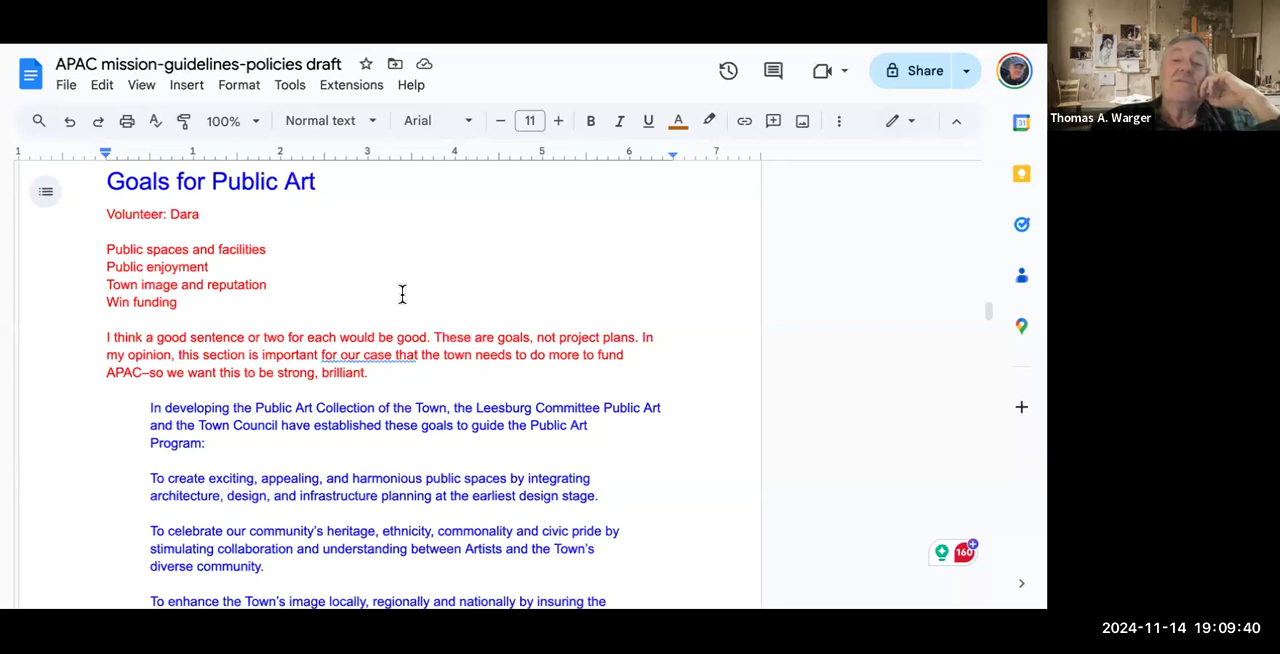 APAC mission-guidelines-policies draft
File Edit View Insert Format Tools Extensions Help
Share
100% Normal text Arial 11 B I U A
1 1 2 3 4 5 6 7
Goals for Public Art
Volunteer: Dara
Public spaces and facilities
Public enjoyment
Town image and reputation
Win funding
I think a good sentence or two for each would be good. These are goals, not project plans. In
my opinion, this section is important for our case that the town needs to do more to fund
APAC–so we want this to be strong, brilliant.
In developing the Public Art Collection of the Town, the Leesburg Committee Public Art
and the Town Council have established these goals to guide the Public Art
Program:
To create exciting, appealing, and harmonious public spaces by integrating
architecture, design, and infrastructure planning at the earliest design stage.
To celebrate our community’s heritage, ethnicity, commonality and civic pride by
stimulating collaboration and understanding between Artists and the Town’s
diverse community.
To enhance the Town’s image locally, regionally and nationally by insuring the
31
160
Thomas A. Warger
2024-11-14 19:09:40